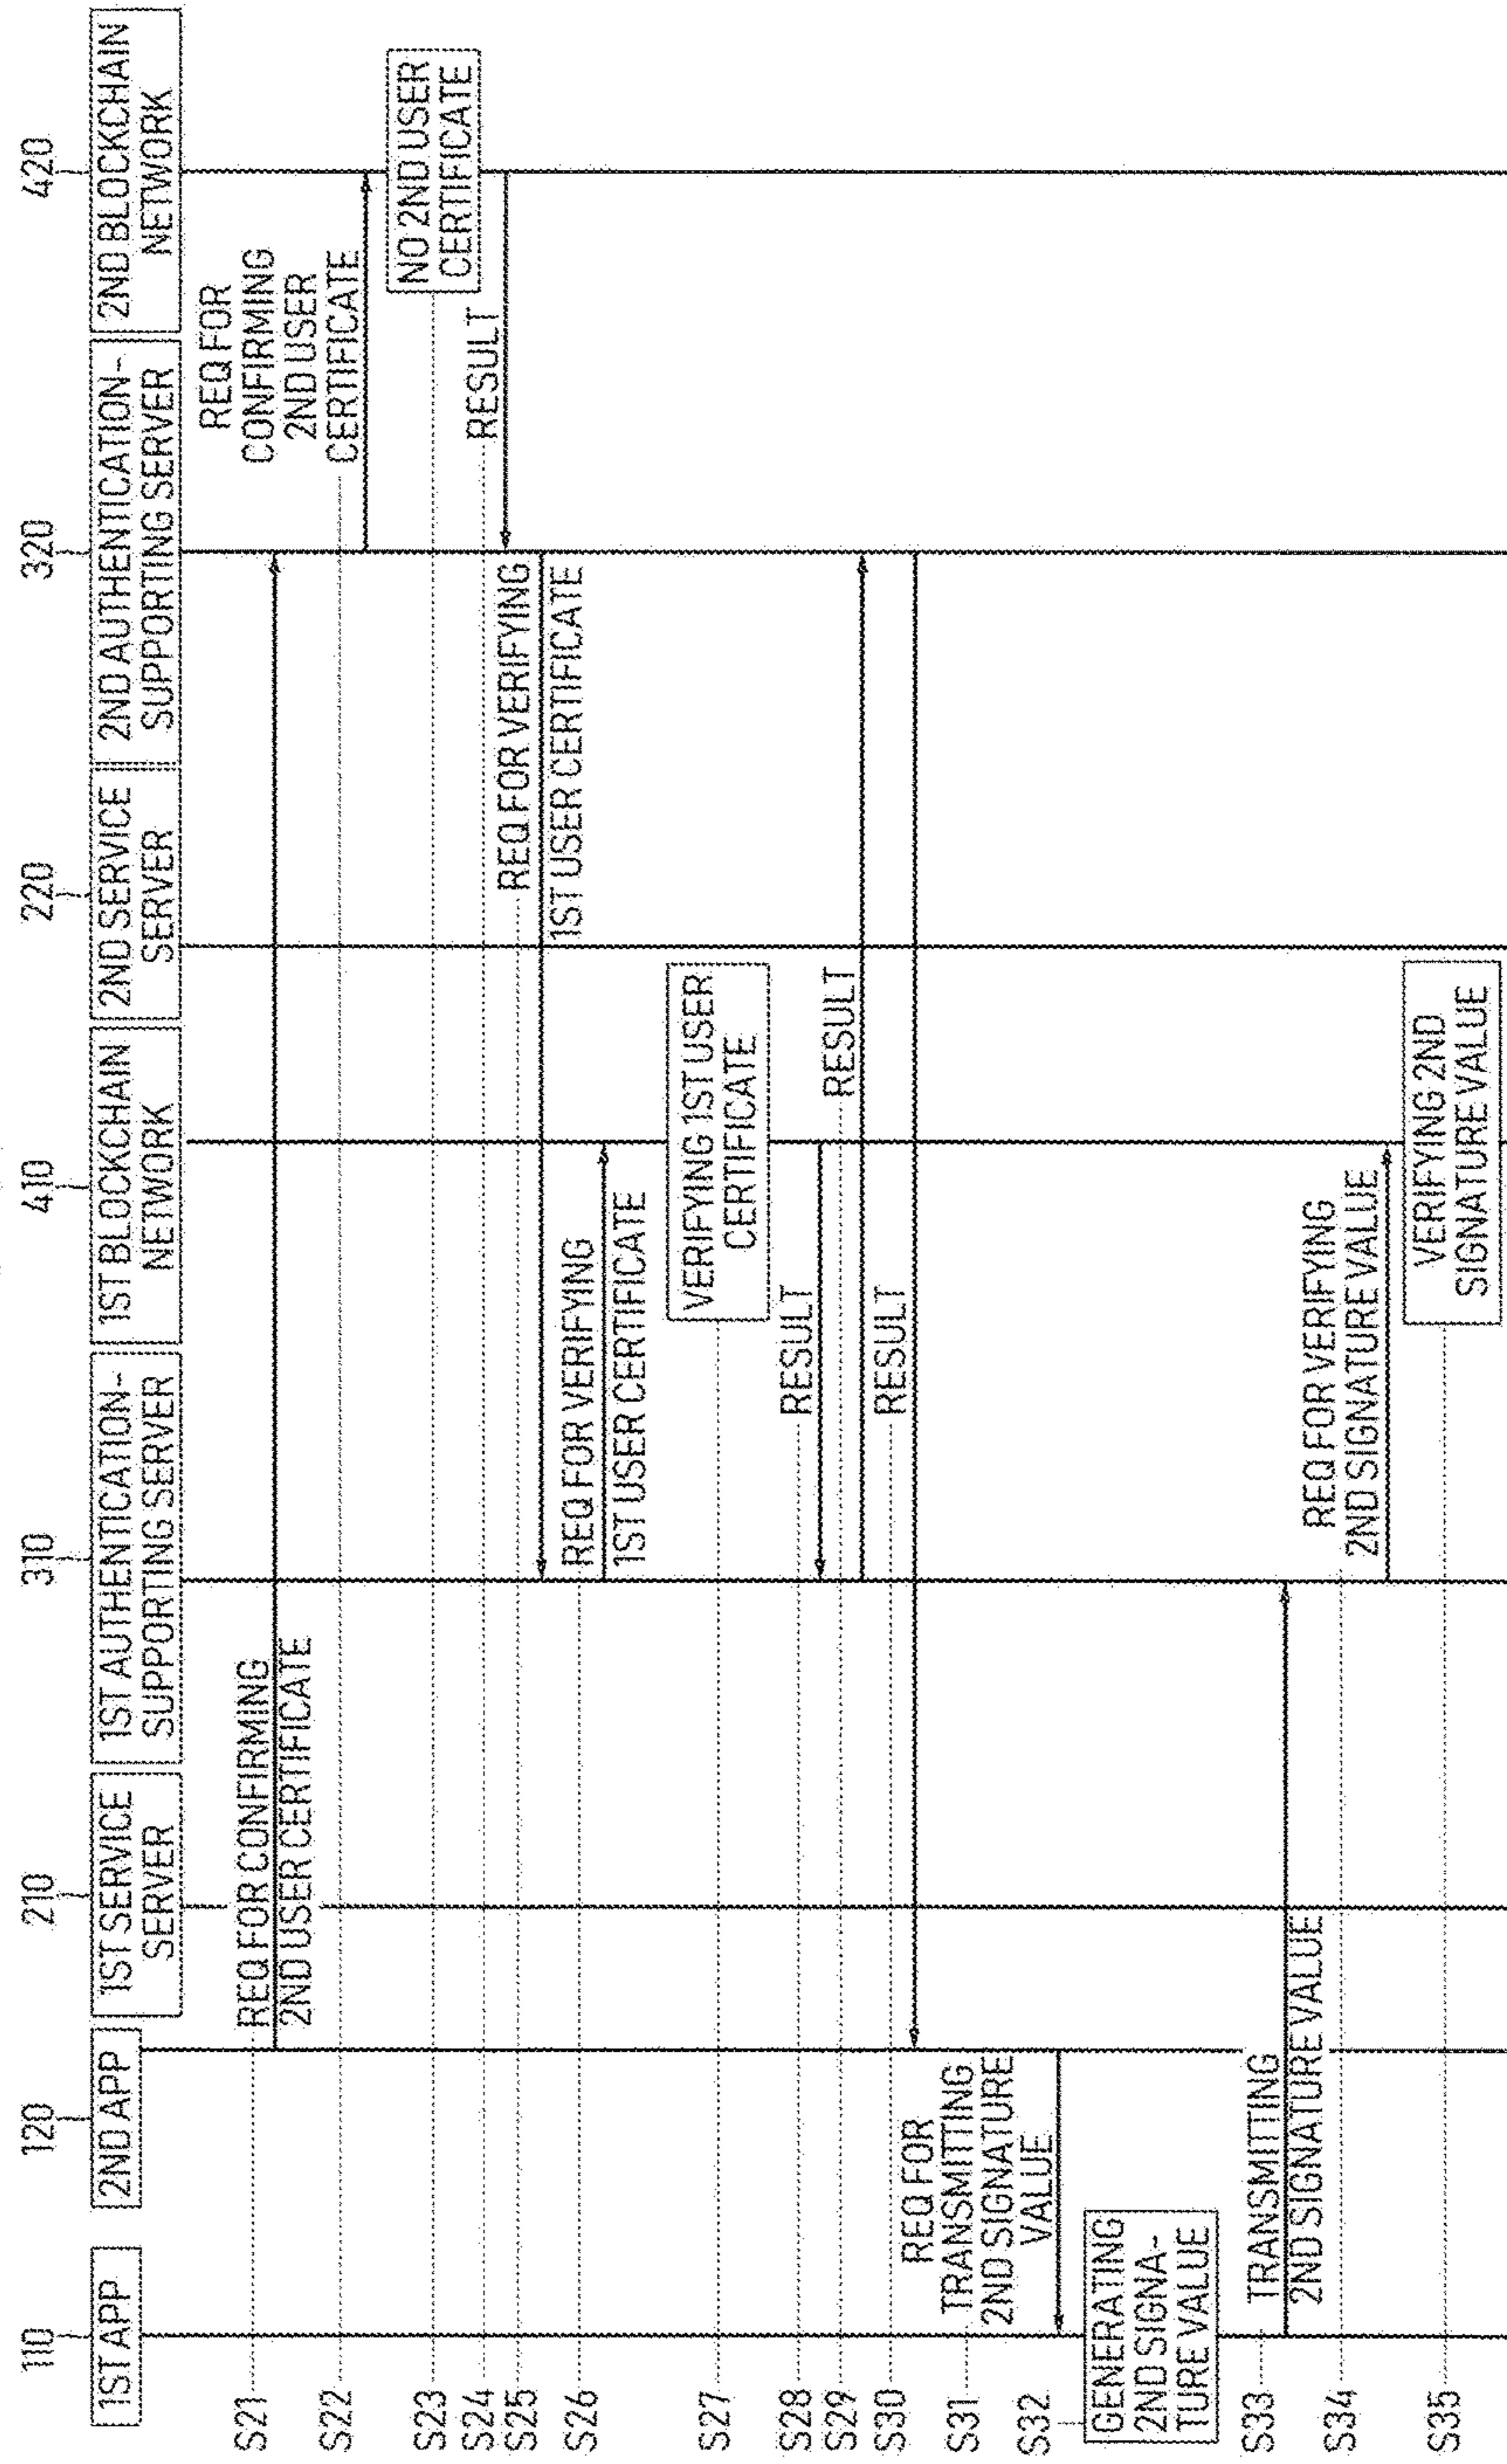 110
120
210
310
410
220
320
420
1ST APP
2ND APP
1ST SERVICE
SERVER
1ST AUTHENTICATION-
SUPPORTING SERVER
1ST BLOCKCHAIN
NETWORK
2ND SERVICE
SERVER
2ND AUTHENTICATION-
SUPPORTING SERVER
2ND BLOCKCHAIN
NETWORK
S21
REQ FOR CONFIRMING
2ND USER CERTIFICATE
S22
REQ FOR
CONFIRMING
2ND USER
CERTIFICATE
S23
NO 2ND USER
CERTIFICATE
S24
RESULT
S25
REQ FOR VERIFYING
1ST USER CERTIFICATE
S26
REQ FOR VERIFYING
1ST USER CERTIFICATE
S27
VERIFYING 1ST USER
CERTIFICATE
S28
RESULT
S29
RESULT
S30
RESULT
S31
REQ FOR
TRANSMITTING
2ND SIGNATURE
VALUE
S32
GENERATING
2ND SIGNA-
TURE VALUE
S33
TRANSMITTING
2ND SIGNATURE VALUE
S34
REQ FOR VERIFYING
2ND SIGNATURE VALUE
S35
VERIFYING 2ND
SIGNATURE VALUE